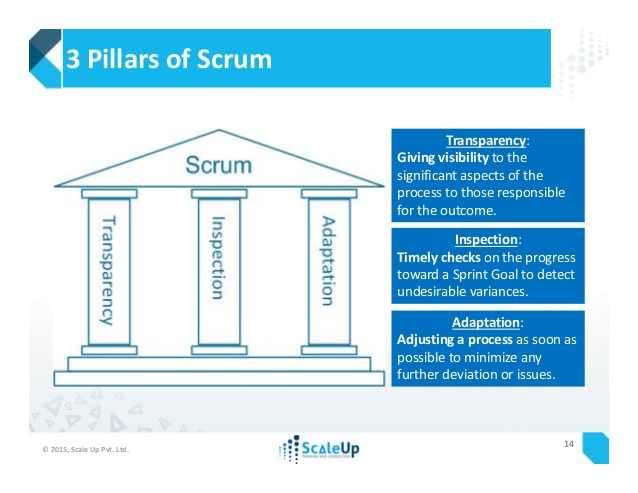 3 Pillars of Scrum
Scrum
Transparency
Inspection
Adaptation
Transparency:
Giving visibility to the
significant aspects of the
process to those responsible
for the outcome.
Inspection:
Timely checks on the progress
toward a Sprint Goal to detect
undesirable variances.
Adaptation:
Adjusting a process as soon as
possible to minimize any
further deviation or issues.
© 2015, Scale Up Pvt. Ltd.
ScaleUp
TRAINING AND CONSULTING
14